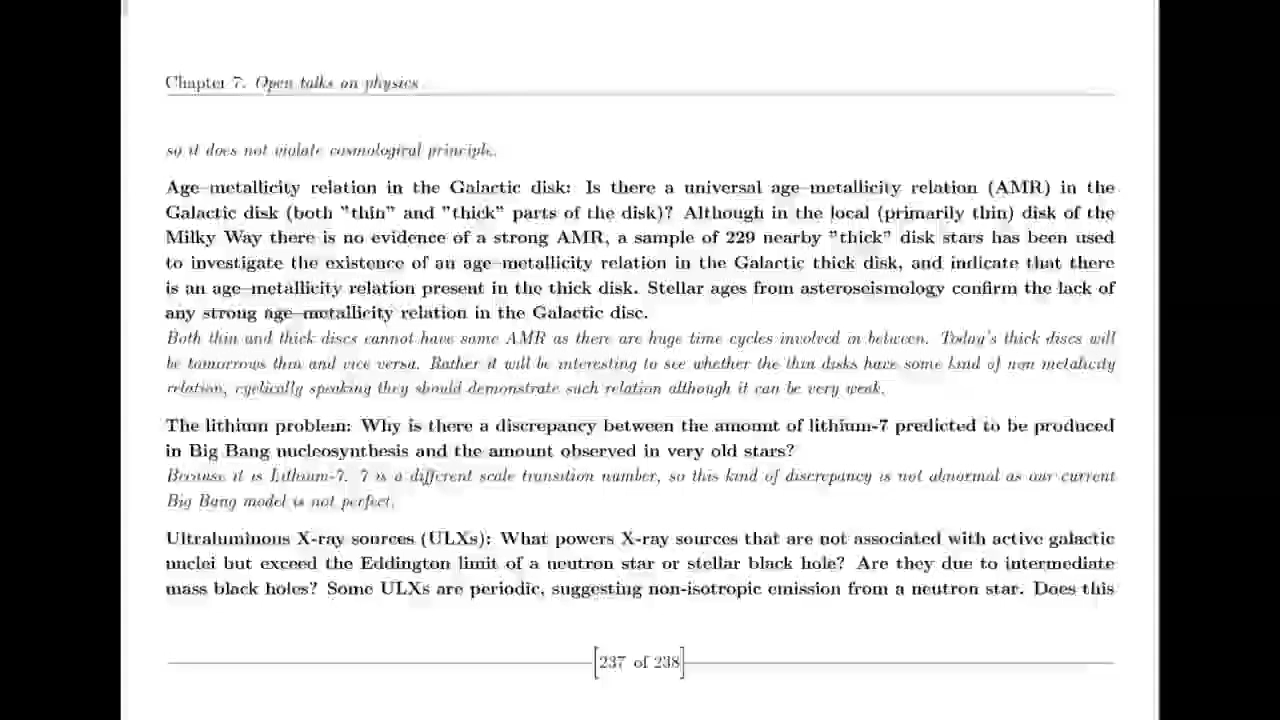 Chapter 7. Open talks on physics
so it does not violate cosmological principle.
Age–metallicity relation in the Galactic disk: Is there a universal age–metallicity relation (AMR) in the
Galactic disk (both "thin" and "thick" parts of the disk)? Although in the local (primarily thin) disk of the
Milky Way there is no evidence of a strong AMR, a sample of 229 nearby "thick" disk stars has been used
to investigate the existence of an age–metallicity relation in the Galactic thick disk, and indicate that there
is an age–metallicity relation present in the thick disk. Stellar ages from asteroseismology confirm the lack of
any strong age–metallicity relation in the Galactic disc.
Both thin and thick discs cannot have same AMR as there are huge time cycles involved in between. Today's thick discs will
be tomorrows thin and vice versa. Rather it will be interesting to see whether the thin disks have some kind of non metalicity
relation, cyclically speaking they should demonstrate such relation although it can be very weak.
The lithium problem: Why is there a discrepancy between the amount of lithium-7 predicted to be produced
in Big Bang nucleosynthesis and the amount observed in very old stars?
Because it is Lithium-7. 7 is a different scale transition number, so this kind of discrepancy is not abnormal as our current
Big Bang model is not perfect.
Ultraluminous X-ray sources (ULXs): What powers X-ray sources that are not associated with active galactic
nuclei but exceed the Eddington limit of a neutron star or stellar black hole? Are they due to intermediate
mass black holes? Some ULXs are periodic, suggesting non-isotropic emission from a neutron star. Does this
237 of 238